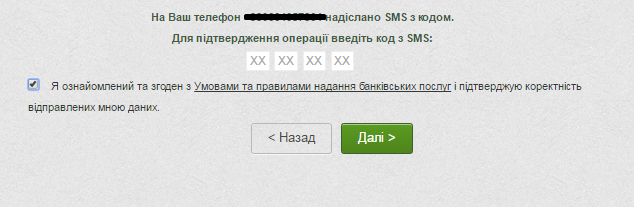 На Ваш телефон надіслано SMS з кодом.
Для підтвердження операції введіть код з SMS:
XX XX XX XX
Я ознайомлений та згоден з Умовами та правилами надання банківських послуг і підтверджую коректність
відправлених мною даних.
< Назад Далі >